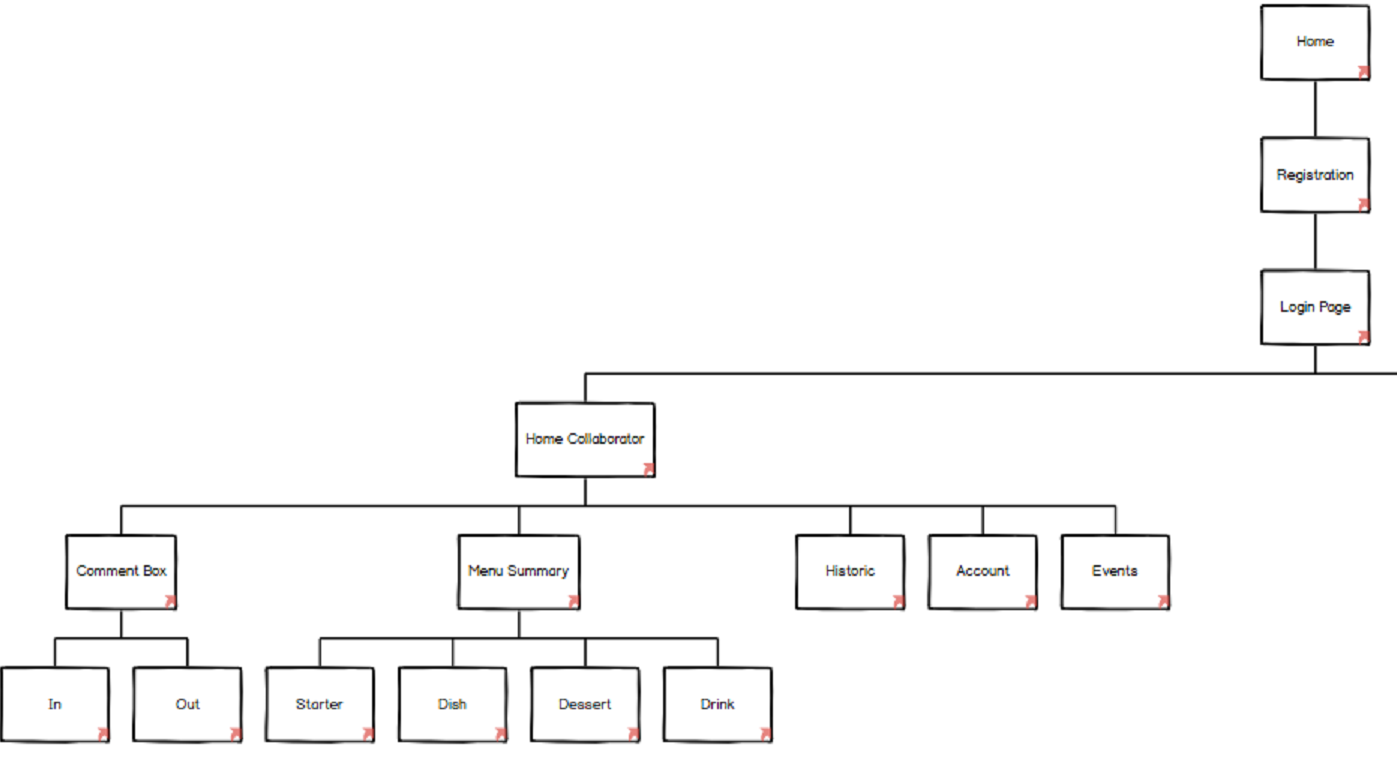 Home
Registration
Login Page
Home Collaborator
Comment Box
Menu Summary
Historic
Account
Events
In
Out
Starter
Dish
Dessert
Drink